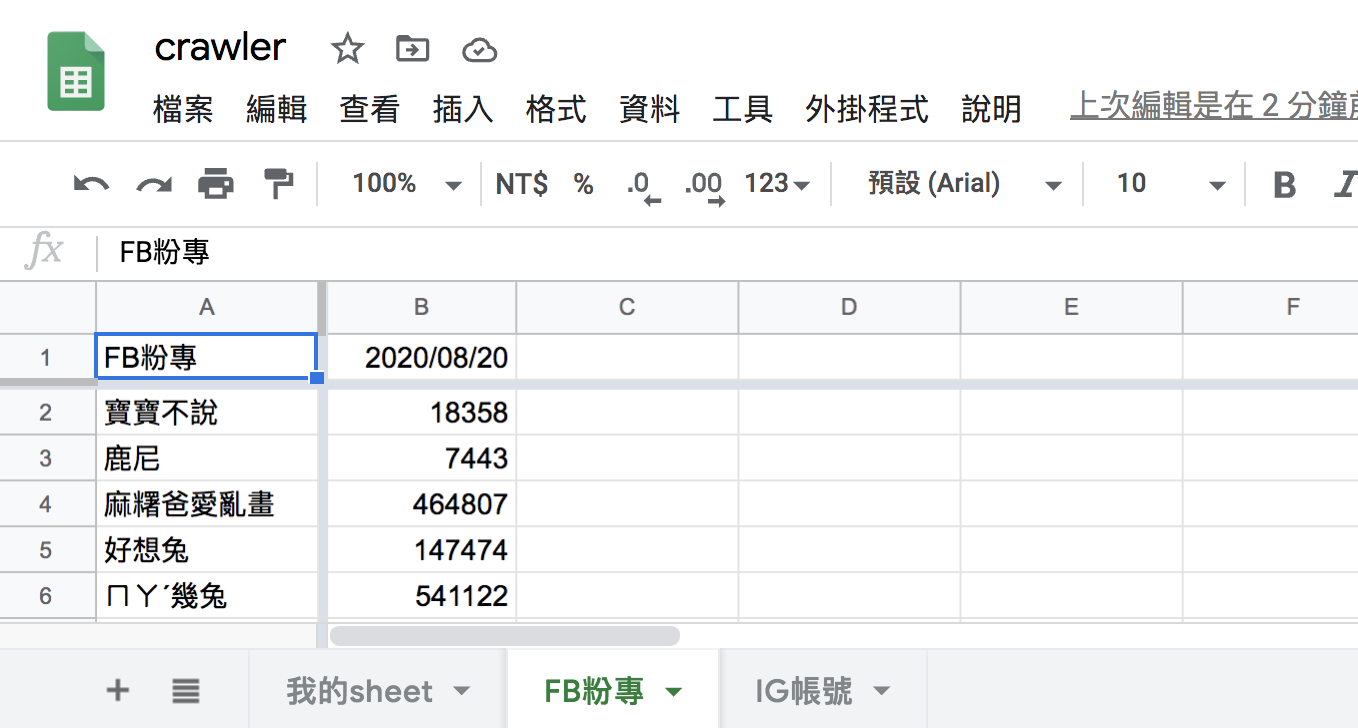 crawler
檔案 編輯 查看 插入 格式 資料 工具 外掛程式 說明 上次編輯是在 2 分鐘前
100% NT$ % .0 .00 123 預設 (Arial) 10 B I
fx FB粉專
A B C D E F
1 FB粉專 2020/08/20
2 寶寶不說 18358
3 鹿尼 7443
4 麻糬爸愛亂畫 464807
5 好想兔 147474
6 ㄇㄚˊ幾兔 541122
我的sheet FB粉專 IG帳號